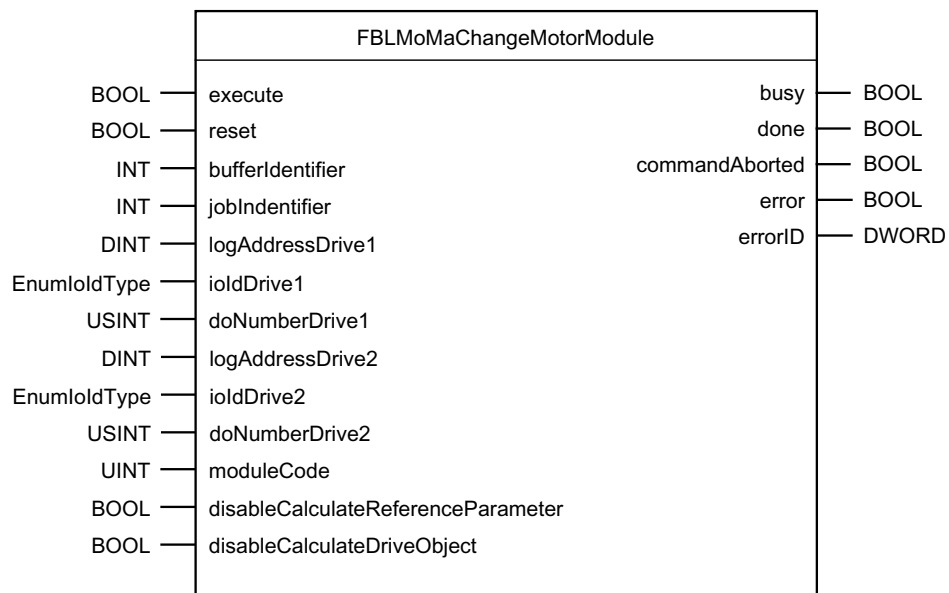 FBLMoMaChangeMotorModule
BOOL execute busy BOOL
BOOL reset done BOOL
INT bufferIdentifier commandAborted BOOL
INT jobIndentifier error BOOL
DINT logAddressDrive1 errorID DWORD
EnumIoIdType ioIdDrive1
USINT doNumberDrive1
DINT logAddressDrive2
EnumIoIdType ioIdDrive2
USINT doNumberDrive2
UINT moduleCode
BOOL disableCalculateReferenceParameter
BOOL disableCalculateDriveObject